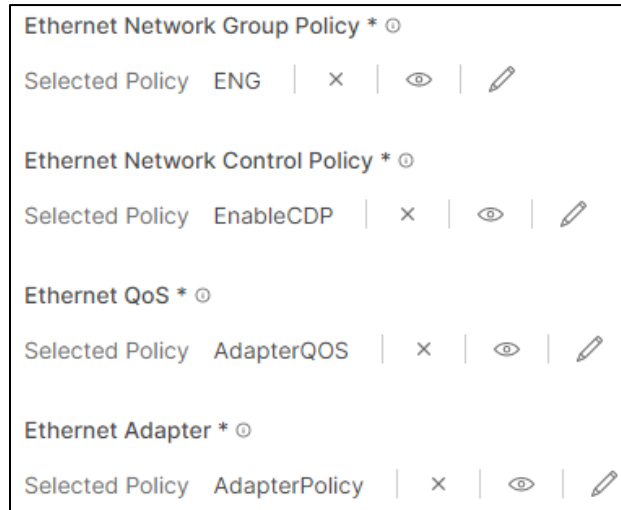 Ethernet Network Group Policy *
Selected Policy ENG
Ethernet Network Control Policy *
Selected Policy EnableCDP
Ethernet QoS *
Selected Policy AdapterQOS
Ethernet Adapter *
Selected Policy AdapterPolicy